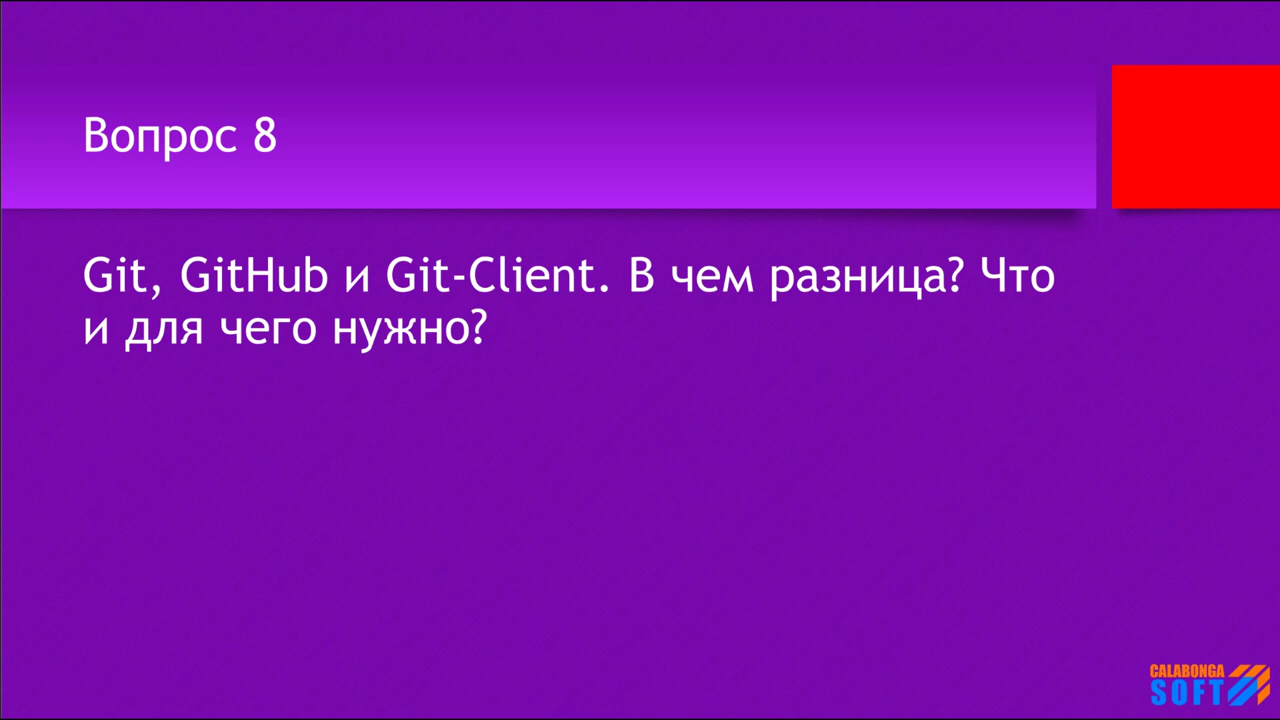 Вопрос 8
Git, GitHub и Git-Client. В чем разница? Что
и для чего нужно?
CALABONGA
SOFT